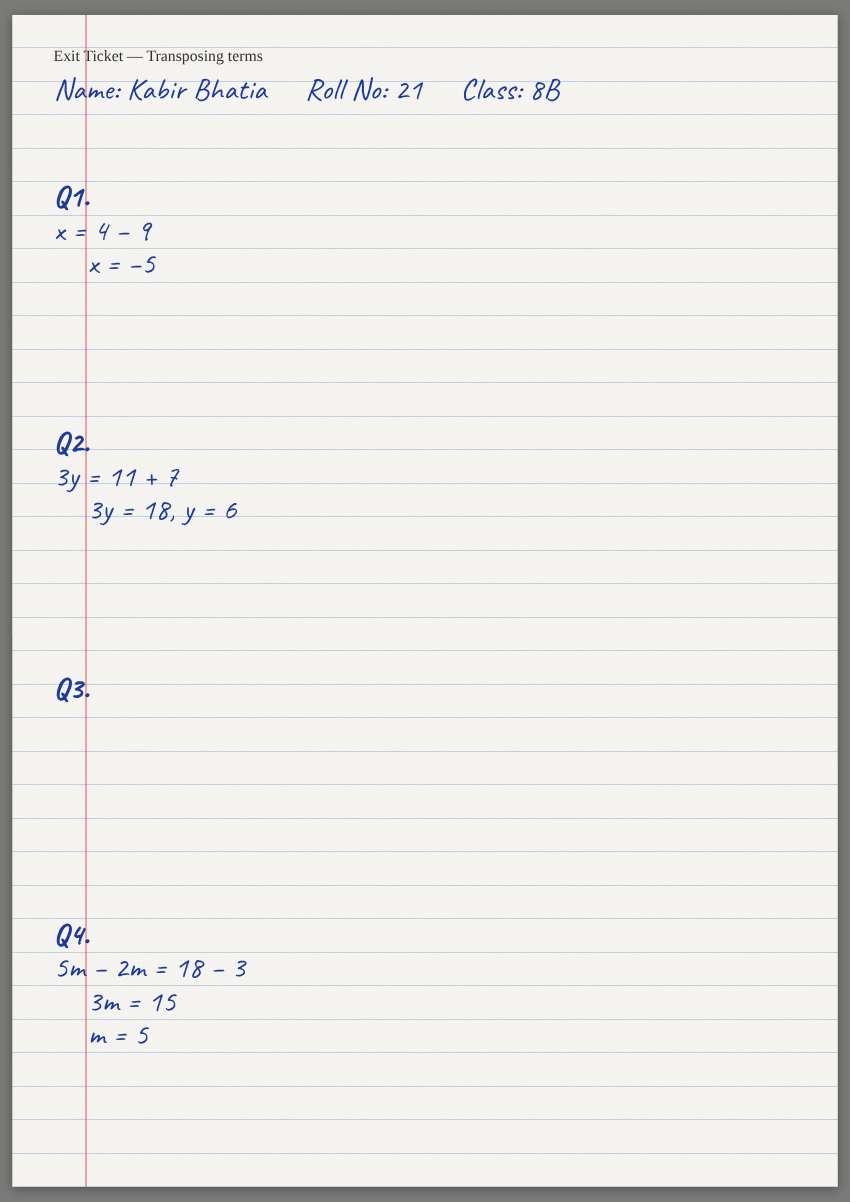 Exit Ticket — Transposing terms
Name: Kabir Bhatia Roll No: 21 Class: 8B
Q1.
x = 4 – 9
x = –5
Q2.
3y = 11 + 7
3y = 18, y = 6
Q3.
Q4.
5m – 2m = 18 – 3
3m = 15
m = 5